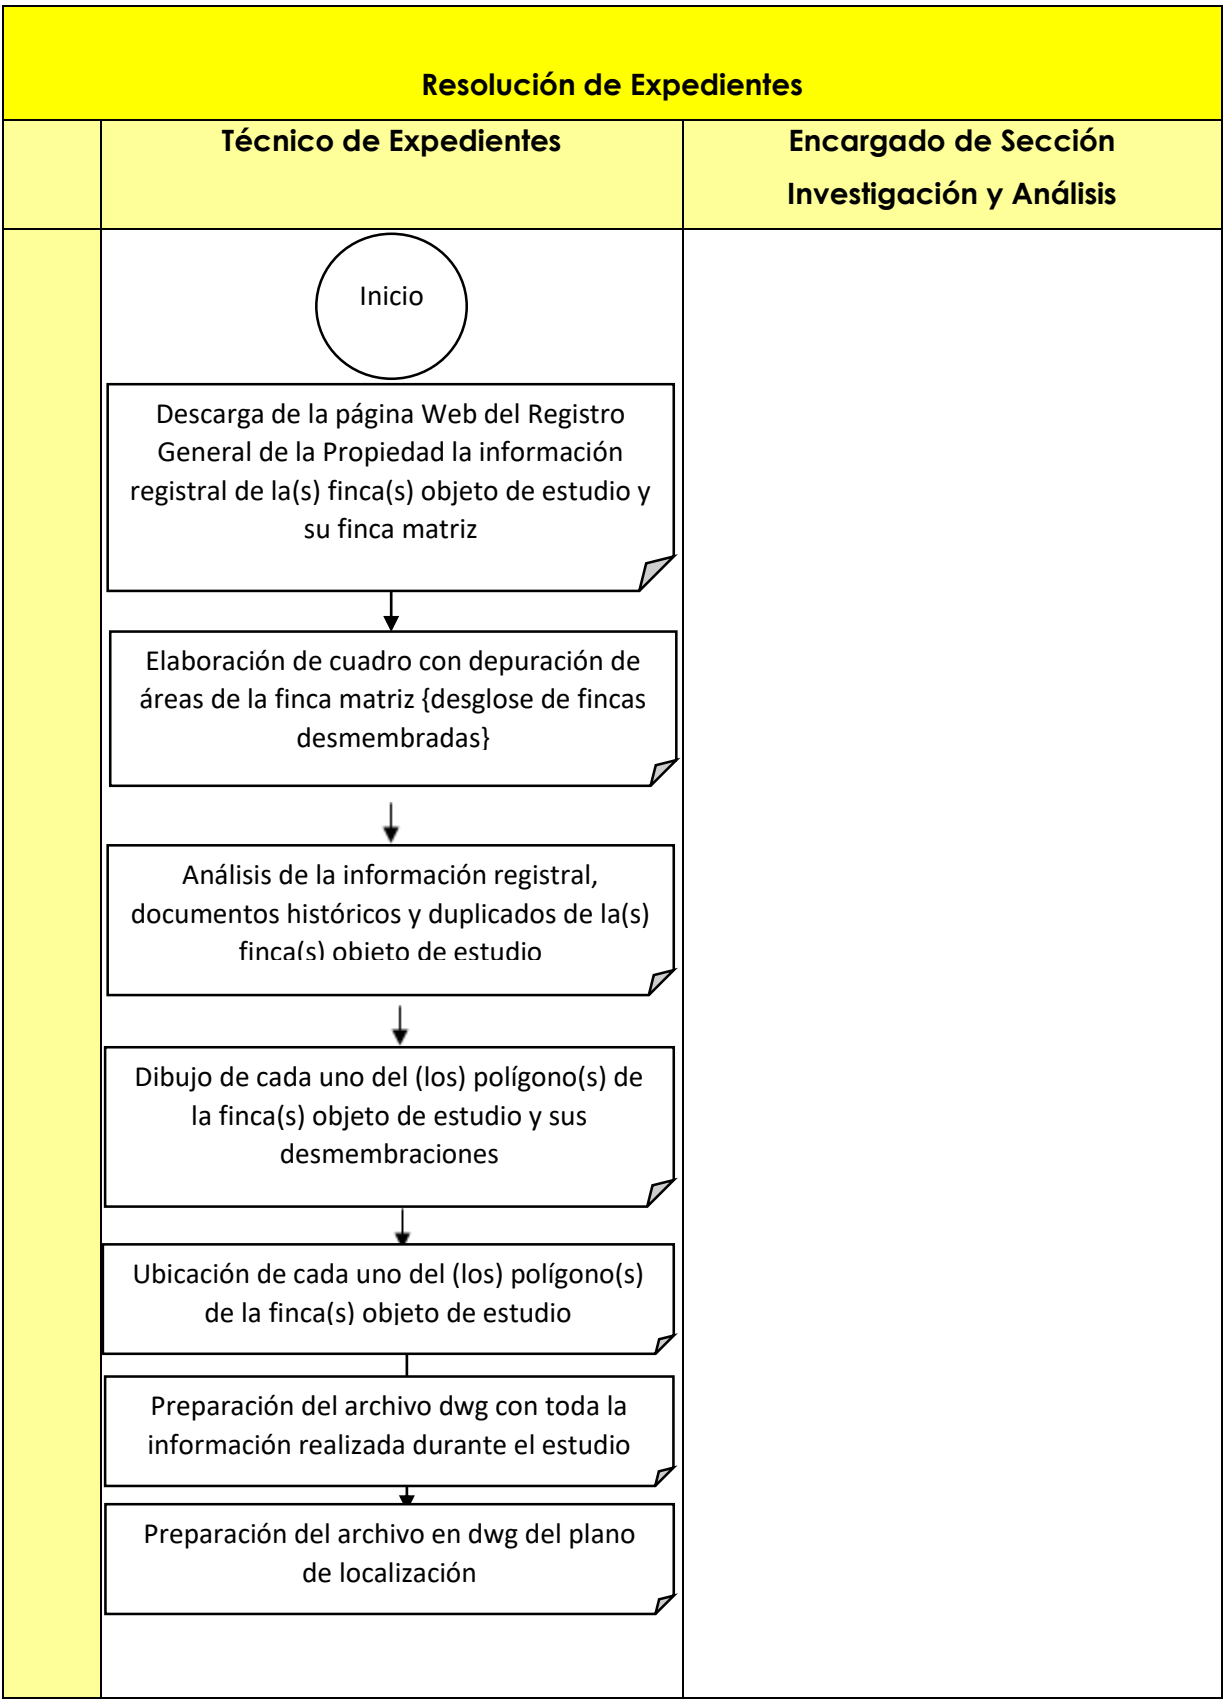 Resolución de Expedientes
Técnico de Expedientes
Encargado de Sección
Investigación y Análisis
Inicio
Descarga de la página Web del Registro
General de la Propiedad la información
registral de la(s) finca(s) objeto de estudio y
su finca matriz
Elaboración de cuadro con depuración de
áreas de la finca matriz {desglose de fincas
desmembradas}
Análisis de la información registral,
documentos históricos y duplicados de la(s)
finca(s) objeto de estudio
Dibujo de cada uno del (los) polígono(s) de
la finca(s) objeto de estudio y sus
desmembraciones
Ubicación de cada uno del (los) polígono(s)
de la finca(s) objeto de estudio
Preparación del archivo dwg con toda la
información realizada durante el estudio
Preparación del archivo en dwg del plano
de localización